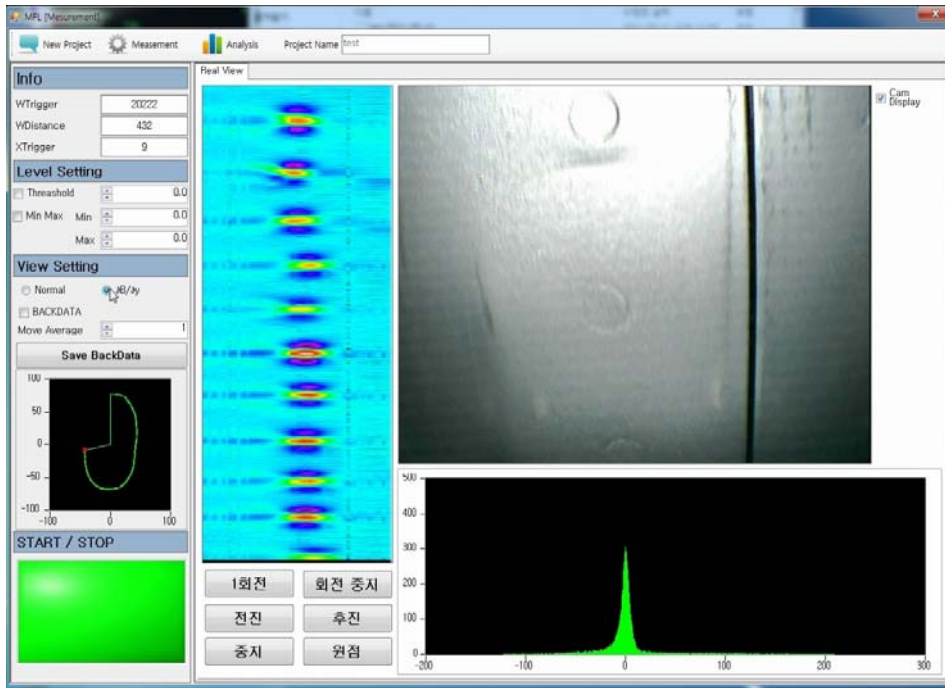 MFL [Mesurement]
New Project
Measement
Analysis
Project Name
test
Real View
Info
WTrigger 20222
WDistance 432
XTrigger 9
Level Setting
Threashold 0.0
Min Max Min 0.0
Max 0.0
View Setting
Normal ∂B/∂y
BACKDATA
Move Average 1
Save BackData
100
50
0
-50
-100
-100 0 100
START / STOP
1회전 회전 중지
전진 후진
중지 원점
Cam
Display
500
400
300
200
100
0
-200 -100 0 100 200 300